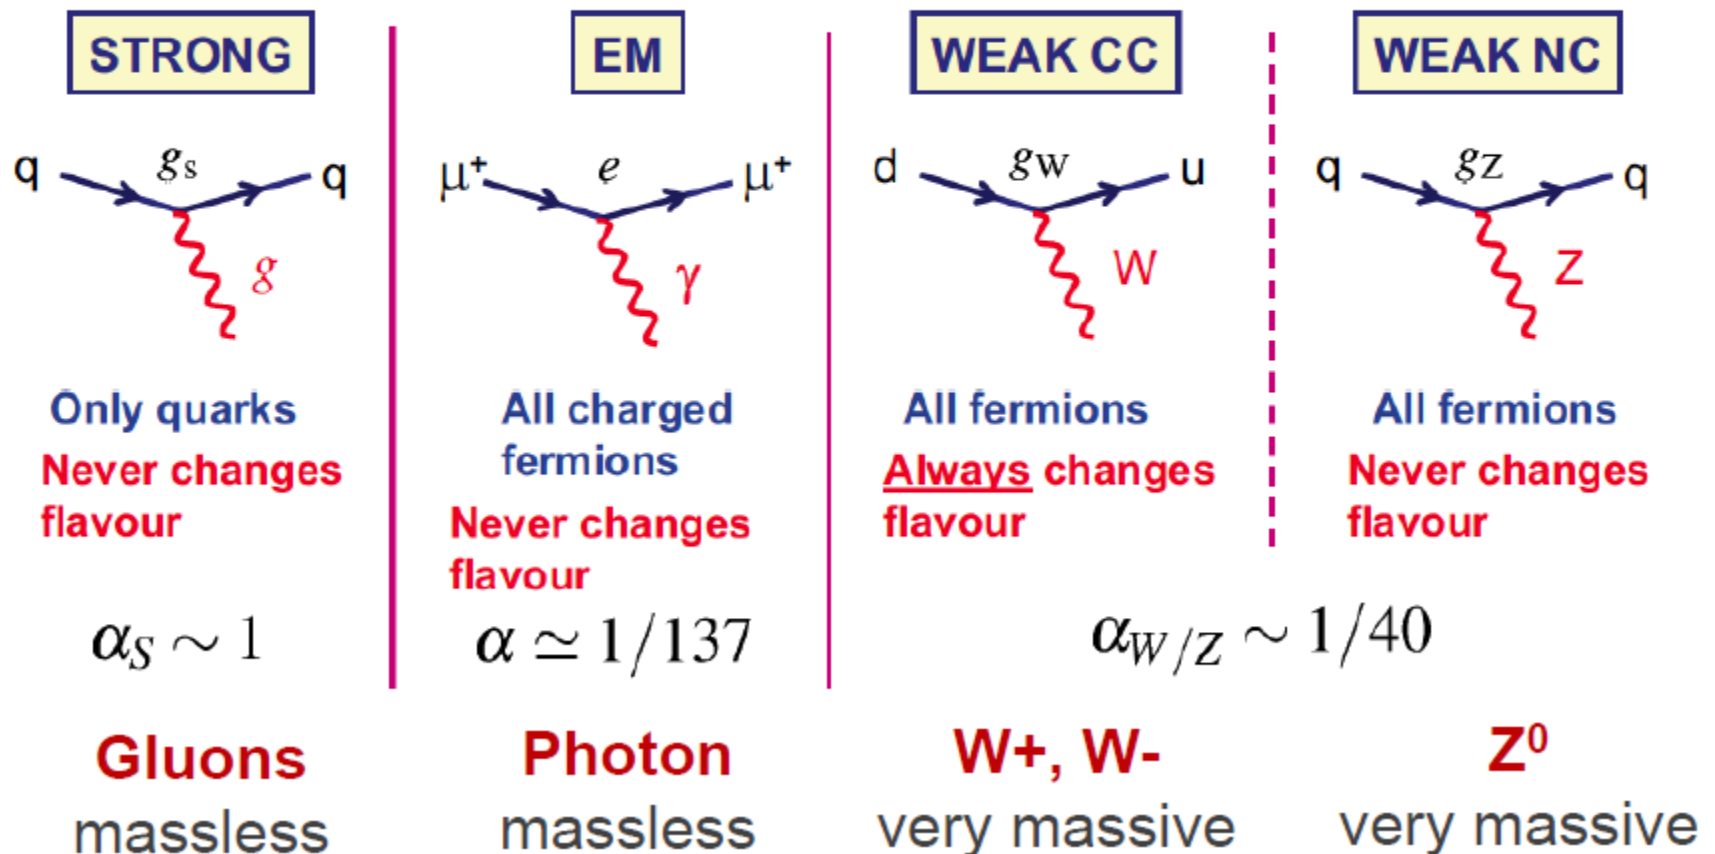 STRONG
q
gs
q
g
Only quarks
Never changes
flavour
αS ∼ 1
Gluons
massless
EM
μ+
e
μ+
γ
All charged
fermions
Never changes
flavour
α ≃ 1/137
Photon
massless
WEAK CC
d
gW
u
W
All fermions
Always changes
flavour
WEAK NC
q
gZ
q
Z
All fermions
Never changes
flavour
αW/Z ∼ 1/40
W+, W-
very massive
Z⁰
very massive